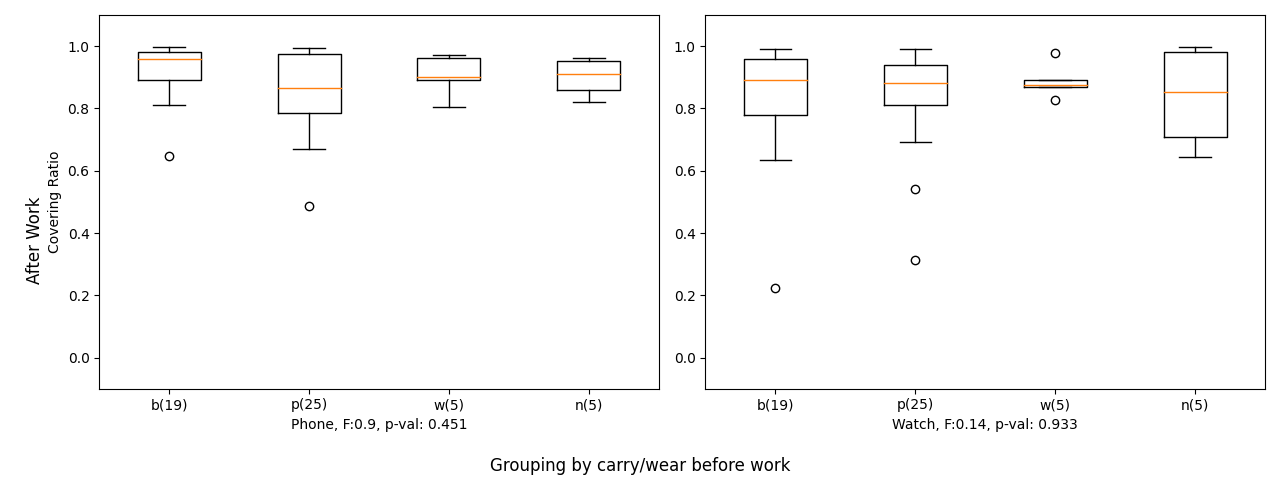 After Work
Covering Ratio
1.0
0.8
0.6
0.4
0.2
0.0
b(19) p(25) w(5) n(5)
Phone, F:0.9, p-val: 0.451
1.0
0.8
0.6
0.4
0.2
0.0
b(19) p(25) w(5) n(5)
Watch, F:0.14, p-val: 0.933
Grouping by carry/wear before work